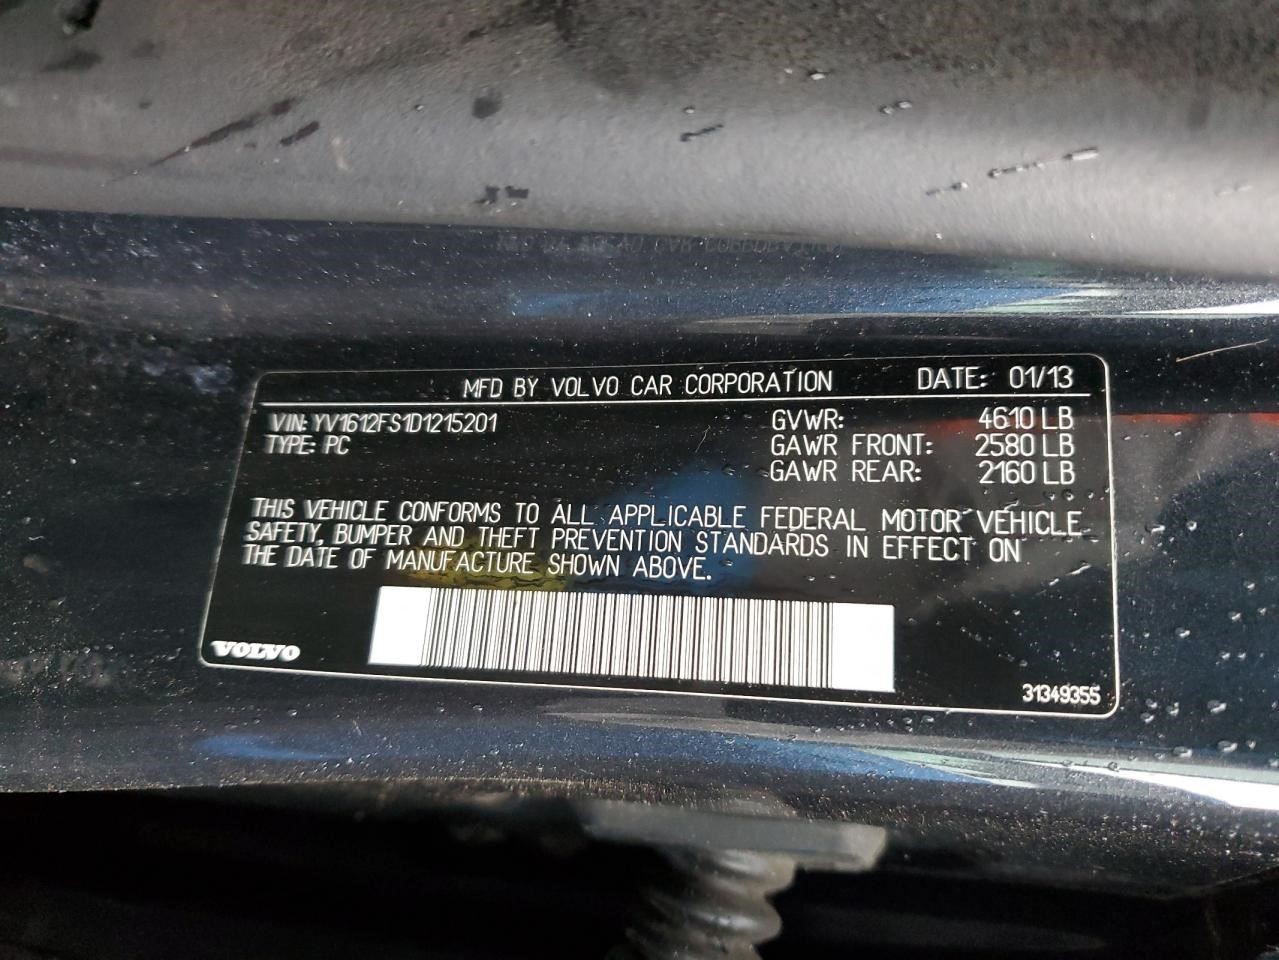 MFD BY VOLVO CAR CORPORATION DATE: 01/13
VIN: YV1612FS1D1215201 GVWR: 4610 LB
TYPE: PC GAWR FRONT: 2580 LB
GAWR REAR: 2160 LB
THIS VEHICLE CONFORMS TO ALL APPLICABLE FEDERAL MOTOR VEHICLE
SAFETY, BUMPER AND THEFT PREVENTION STANDARDS IN EFFECT ON
THE DATE OF MANUFACTURE SHOWN ABOVE.
VOLVO
31349355